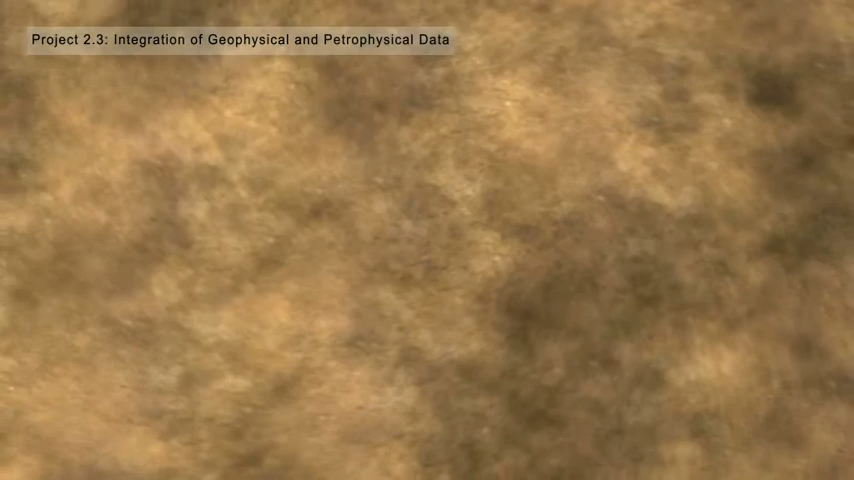 Project 2.3: Integration of Geophysical and Petrophysical Data